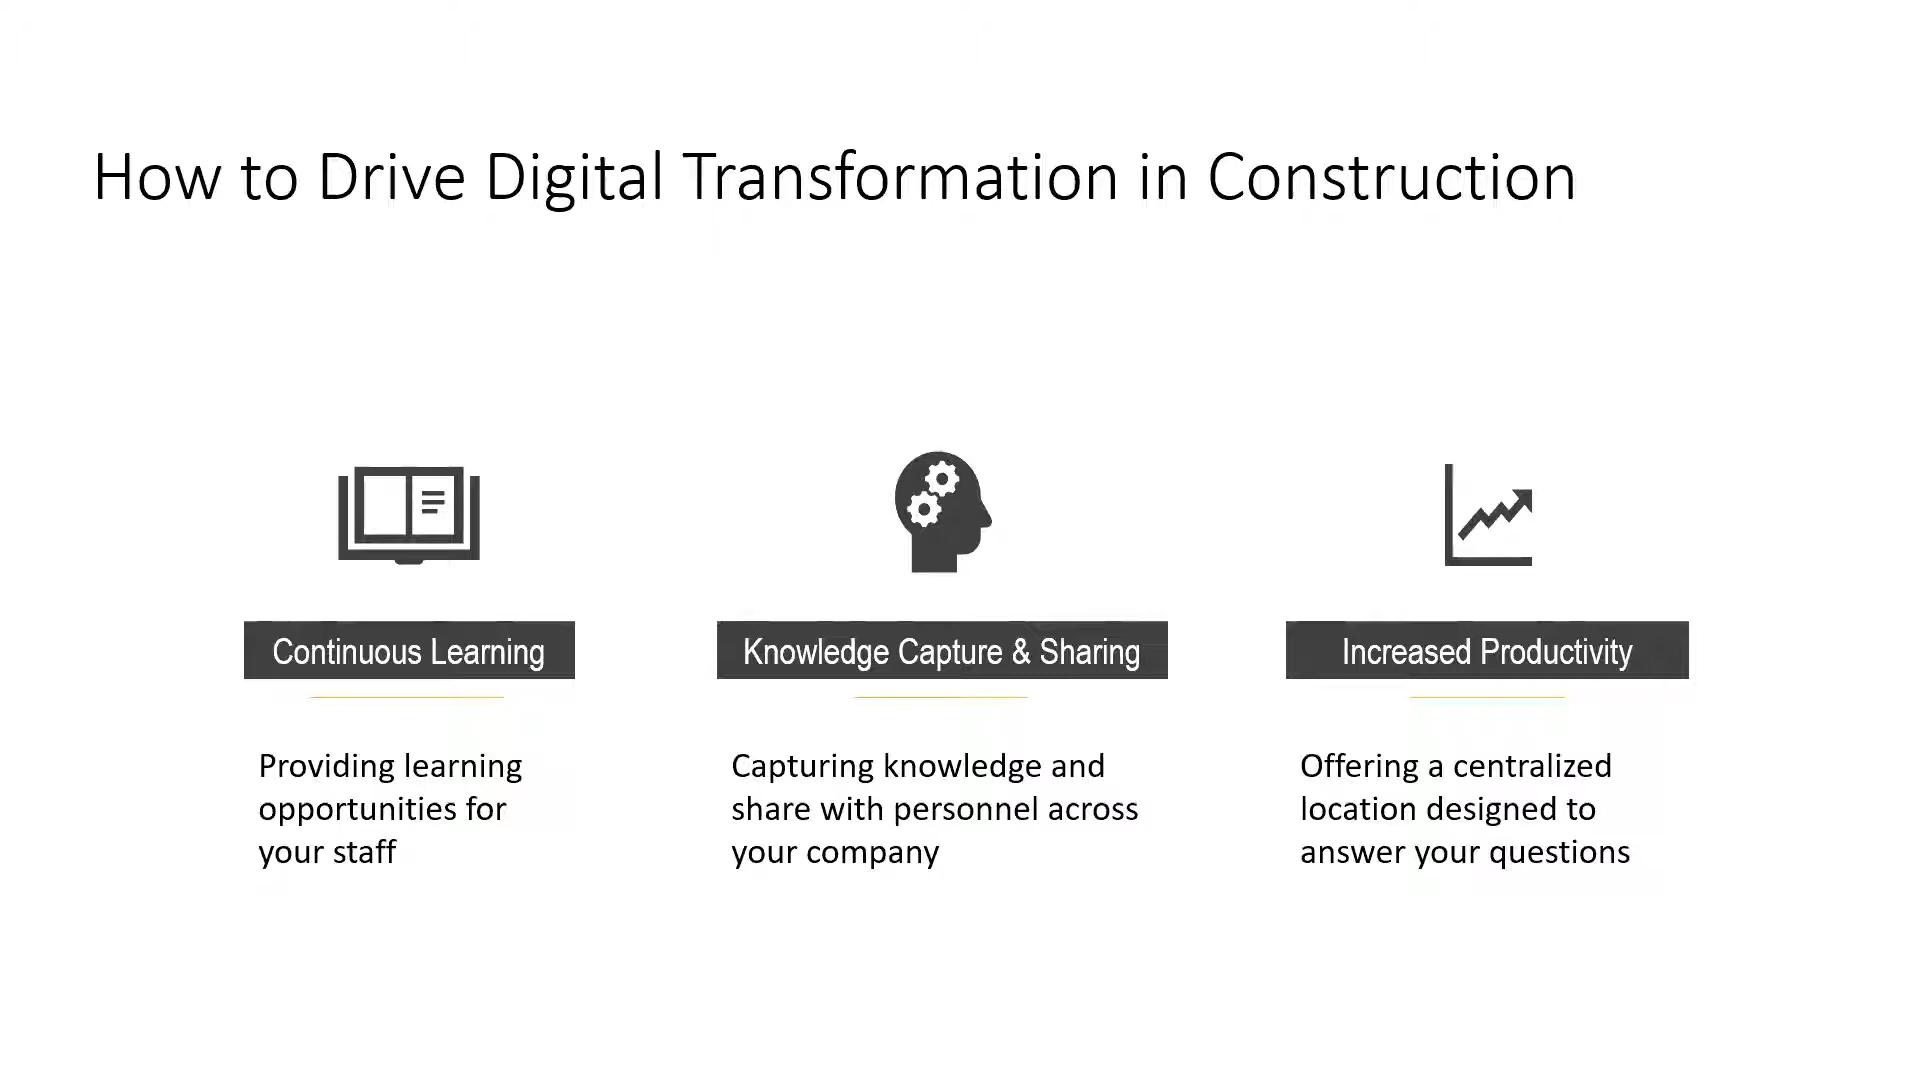 How to Drive Digital Transformation in Construction
Continuous Learning
Providing learning
opportunities for
your staff
Knowledge Capture & Sharing
Capturing knowledge and
share with personnel across
your company
Increased Productivity
Offering a centralized
location designed to
answer your questions